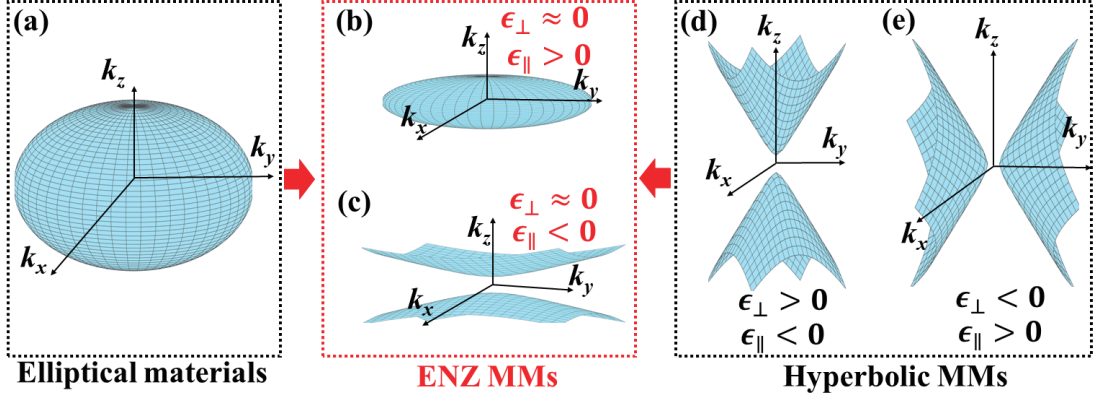 (a)
k_z
k_y
k_x
Elliptical materials
(b)
ϵ_⊥ ≈ 0
ϵ_∥ > 0
k_z
k_y
k_x
(c)
ϵ_⊥ ≈ 0
ϵ_∥ < 0
k_z
k_y
k_x
ENZ MMs
(d)
k_z
k_y
k_x
ϵ_⊥ > 0
ϵ_∥ < 0
(e)
k_z
k_y
k_x
ϵ_⊥ < 0
ϵ_∥ > 0
Hyperbolic MMs